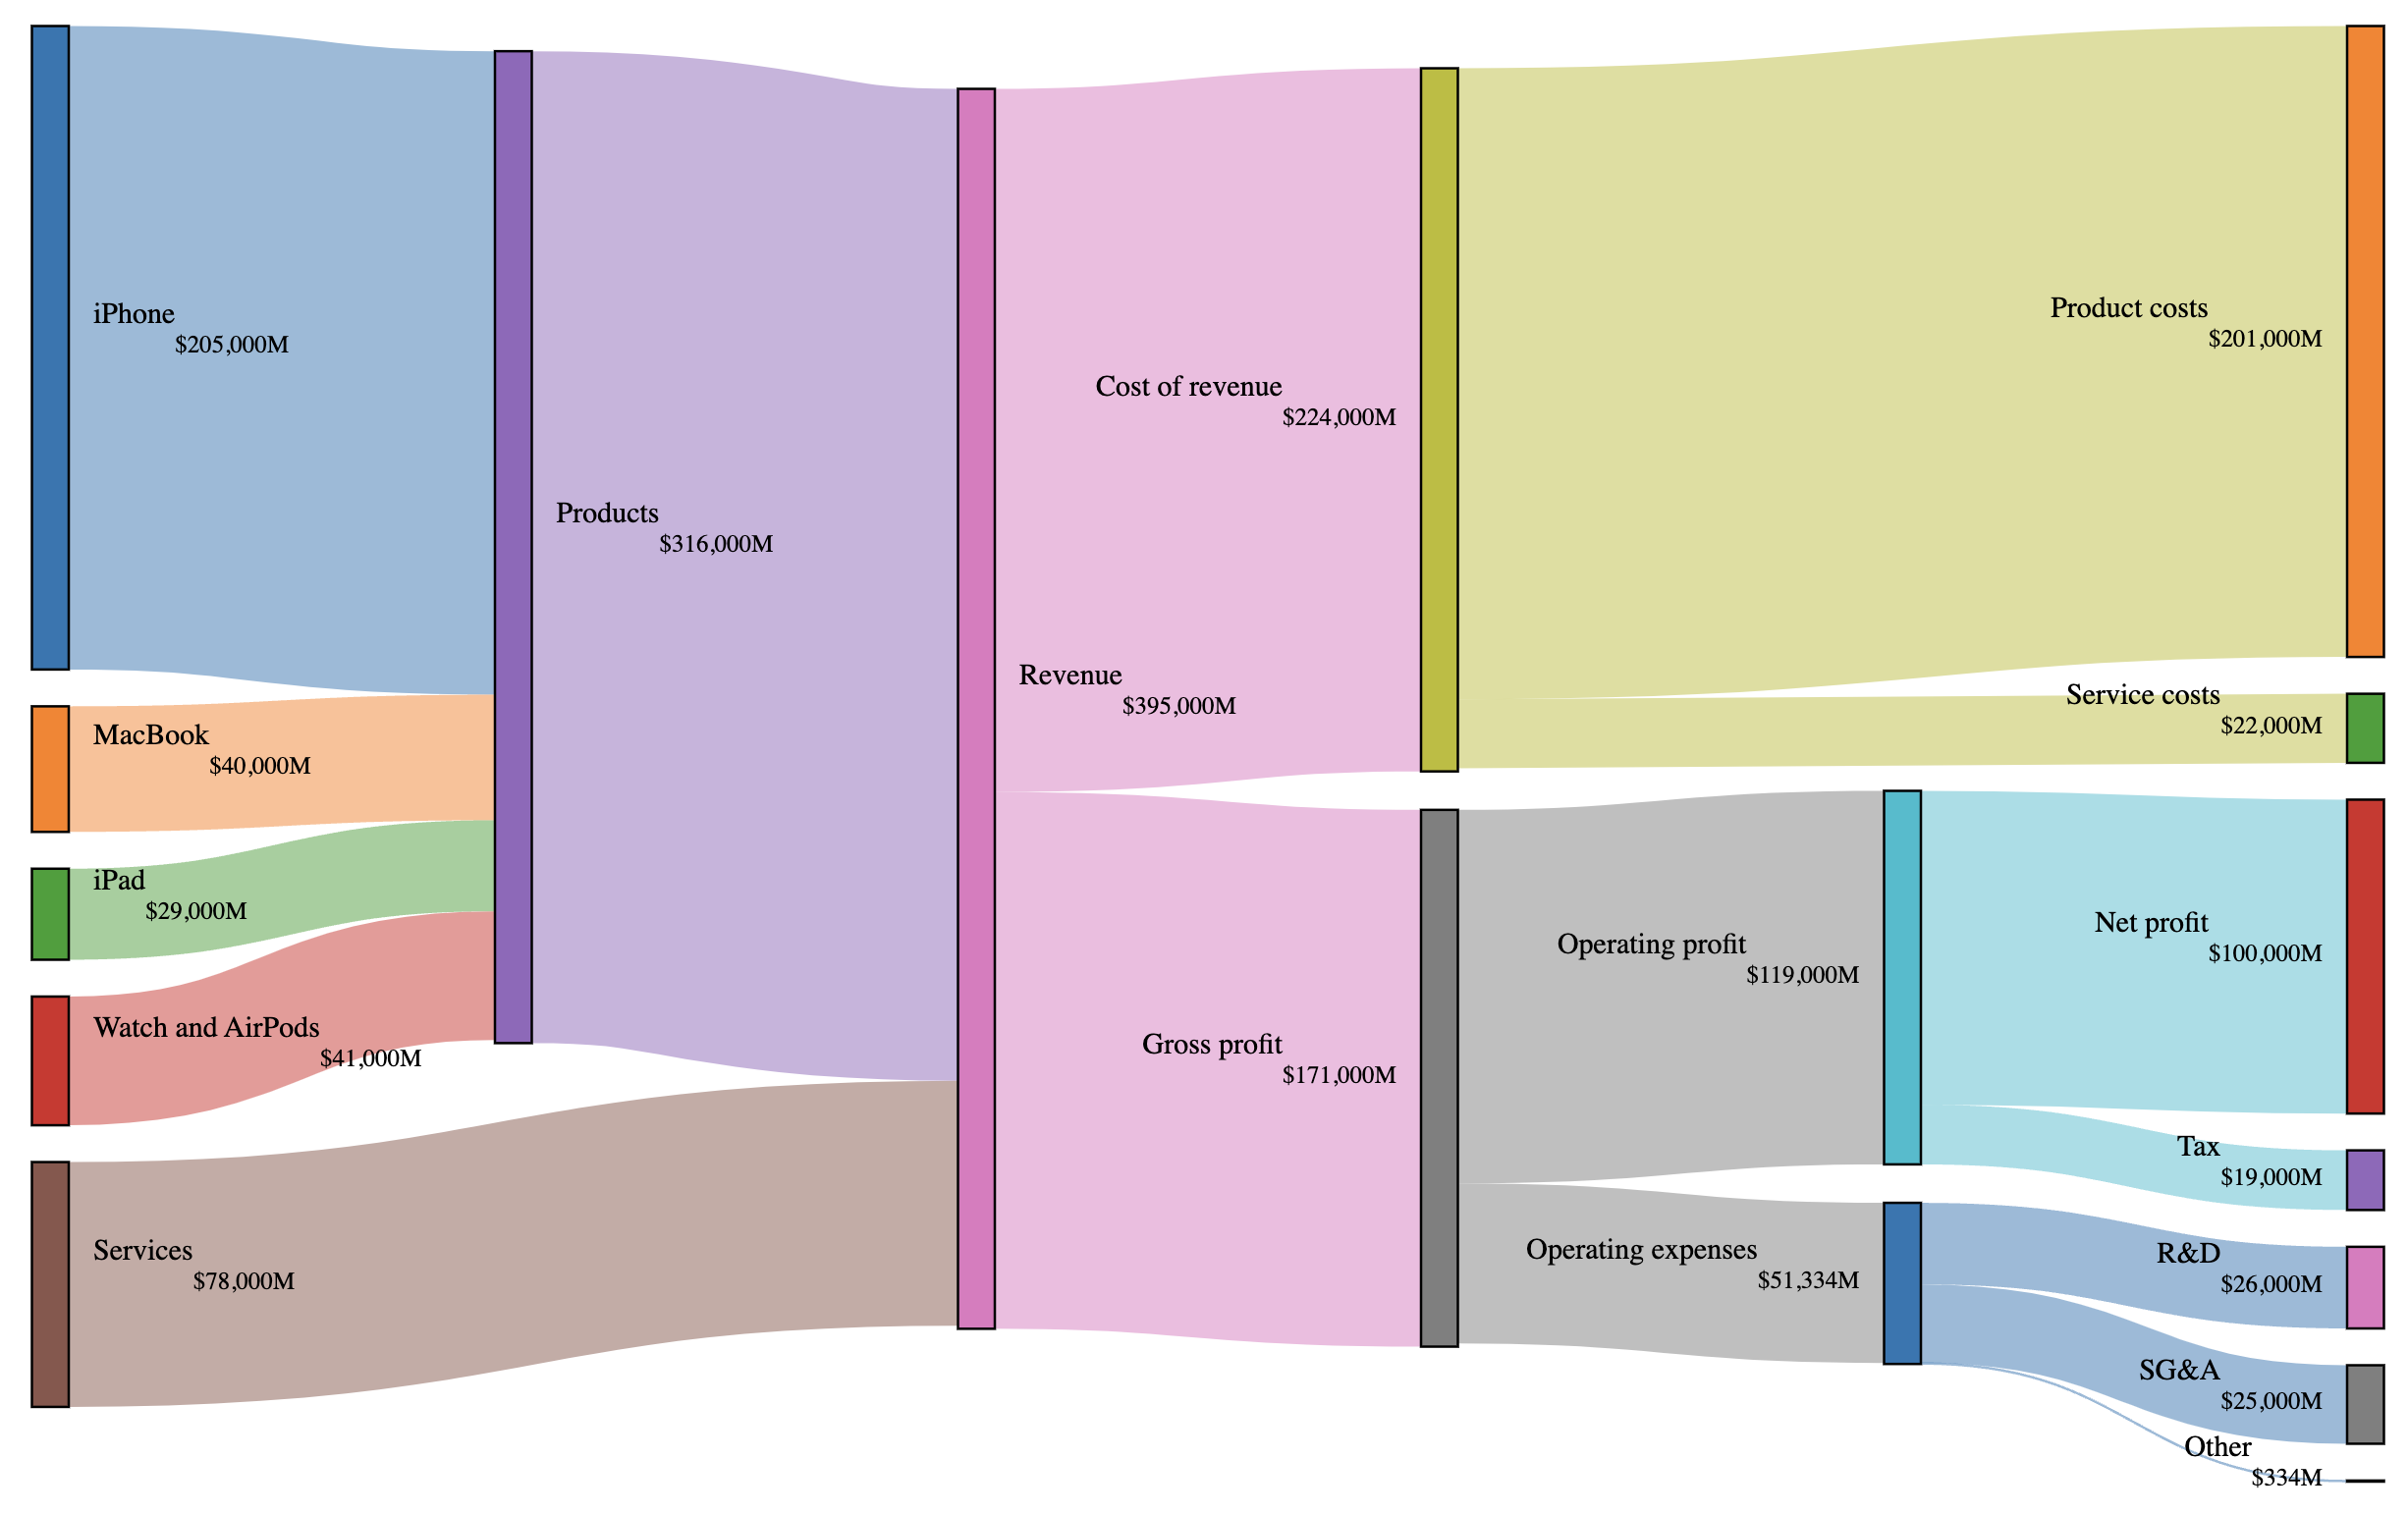 iPhone
$205,000M
MacBook
$40,000M
iPad
$29,000M
Watch and AirPods
$41,000M
Services
$78,000M
Products
$316,000M
Revenue
$395,000M
Cost of revenue
$224,000M
Gross profit
$171,000M
Operating profit
$119,000M
Operating expenses
$51,334M
Product costs
$201,000M
Service costs
$22,000M
Net profit
$100,000M
Tax
$19,000M
R&D
$26,000M
SG&A
$25,000M
Other
$334M